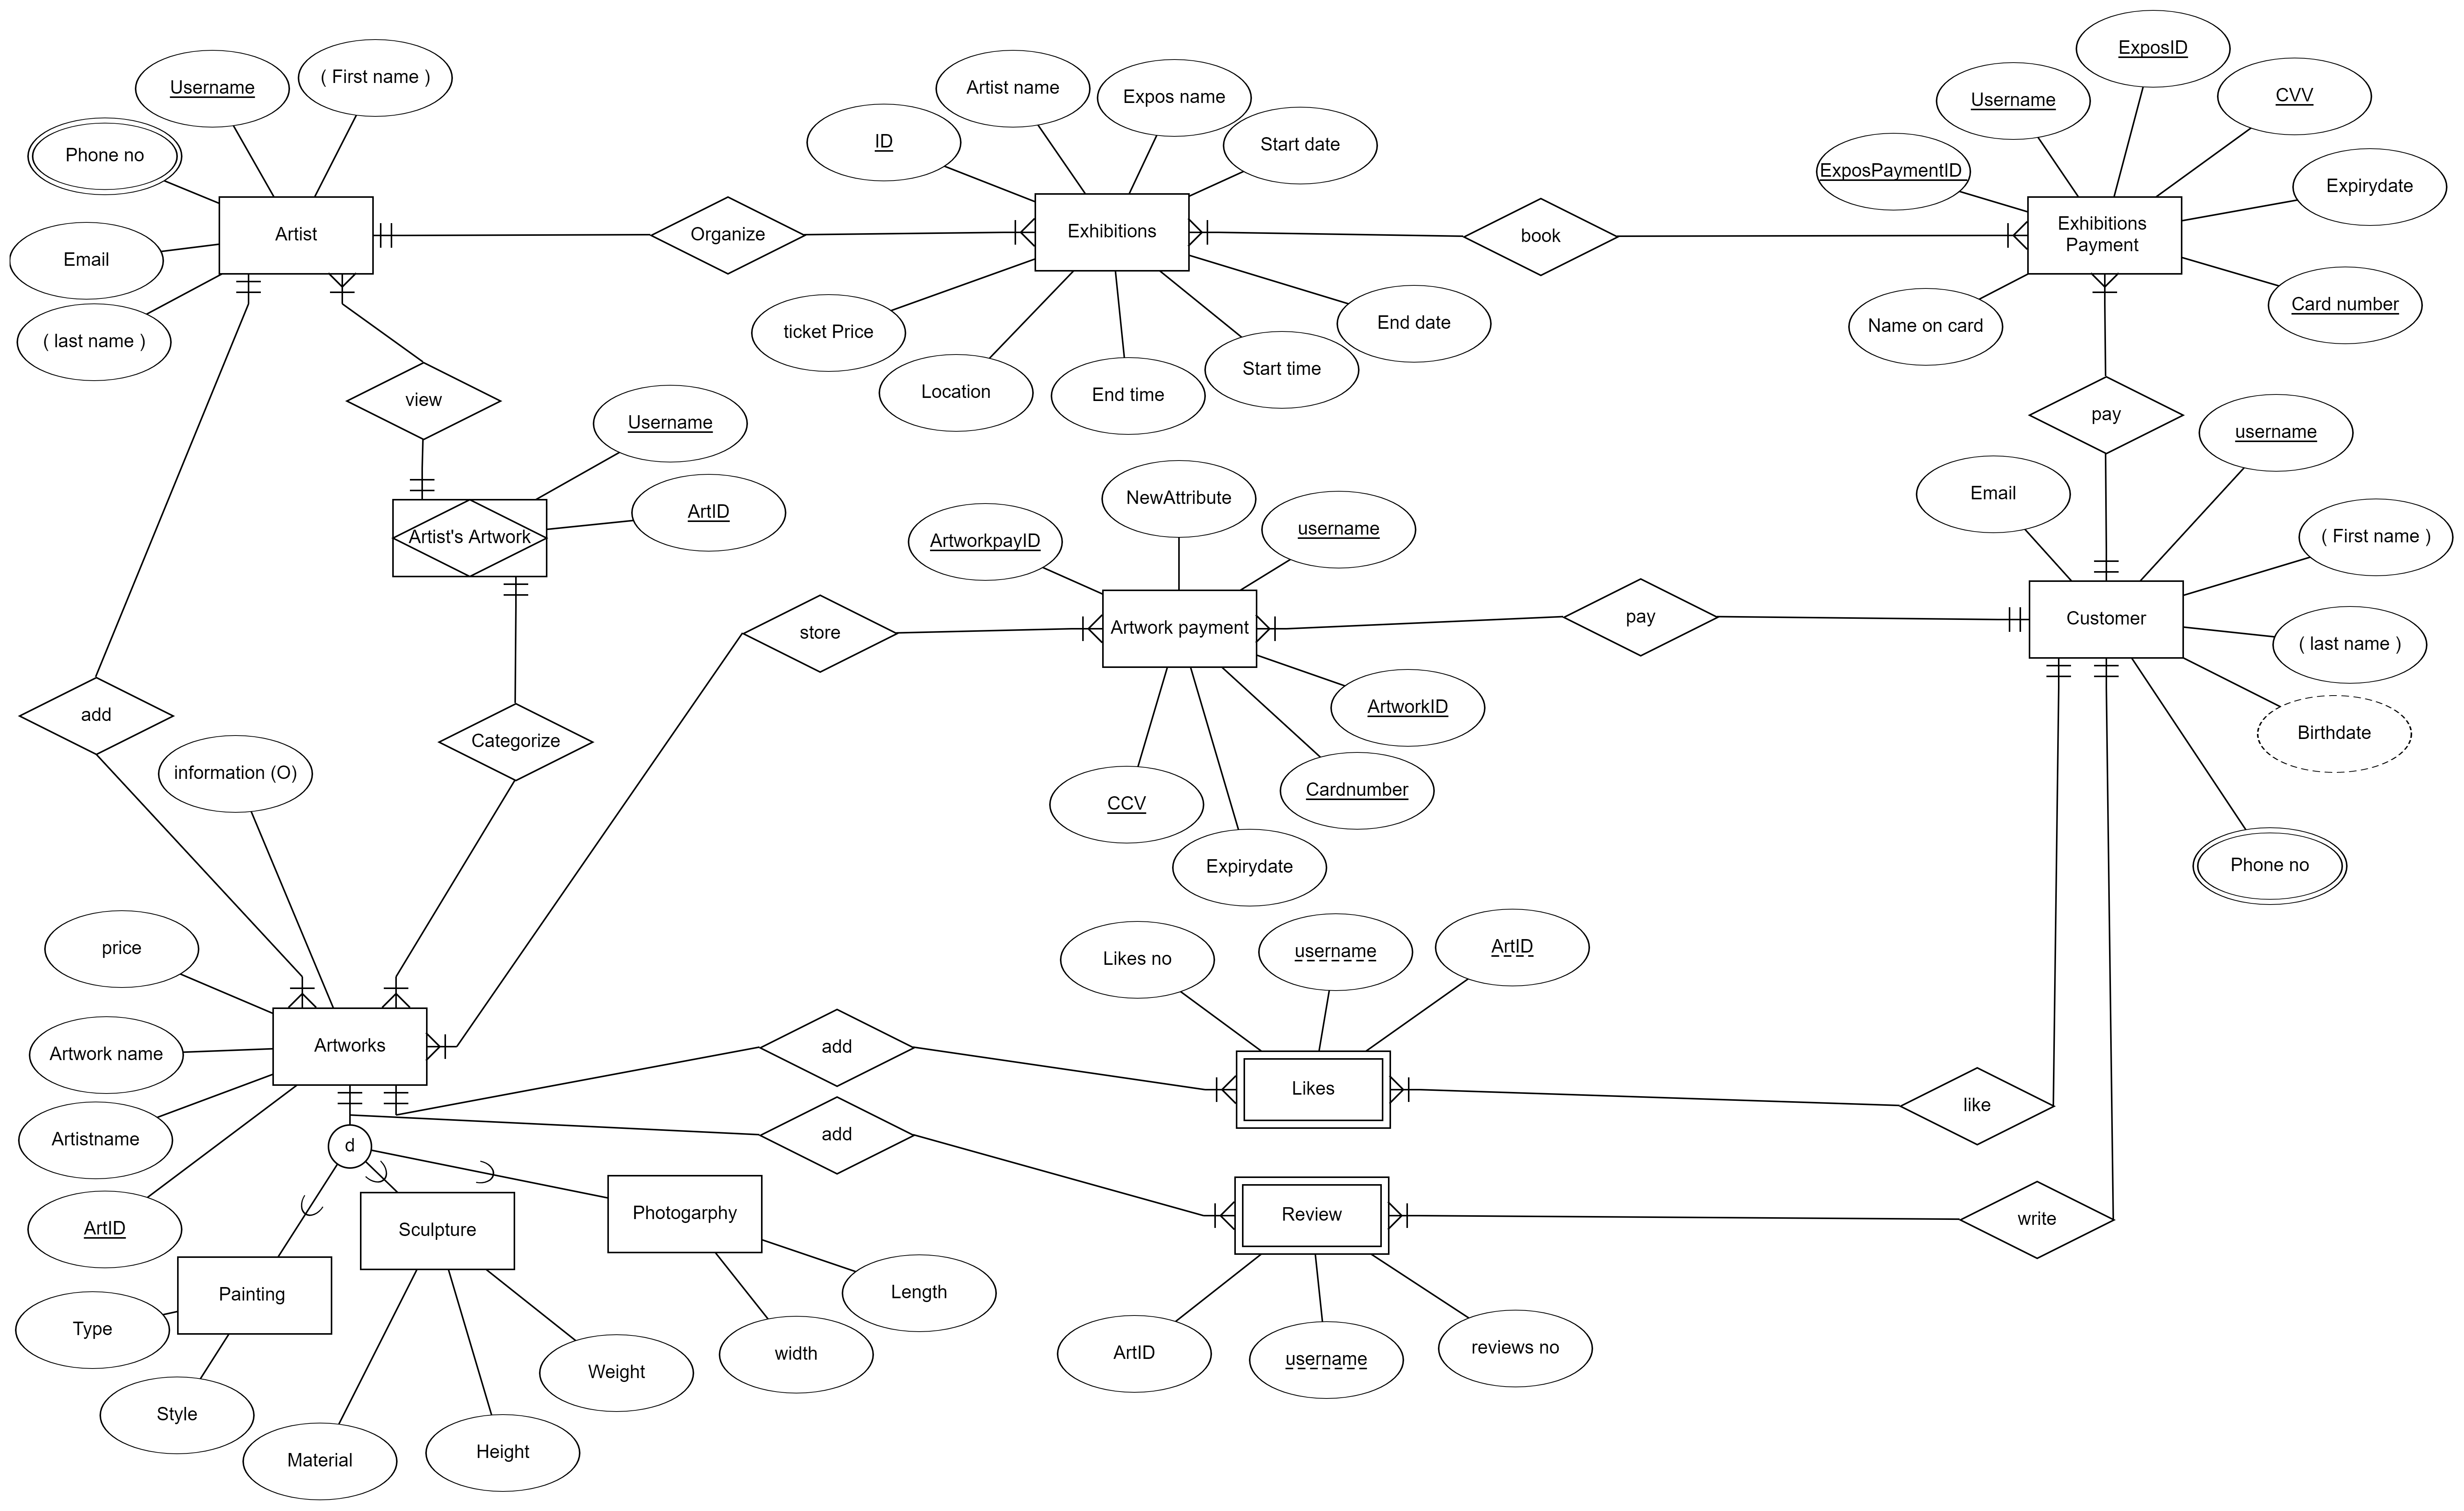 ExposID
( First name )
Username
Artist name
Expos name
CVV
Username
ID
Start date
Phone no
ExposPaymentID
Expirydate
Artist
Organize
Exhibitions
book
Exhibitions
Payment
Email
ticket Price
End date
Card number
Name on card
( last name )
Location
End time
Start time
view
pay
Username
username
ArtID
Artist's Artwork
ArtworkpayID
NewAttribute
username
Email
( First name )
store
Artwork payment
pay
Customer
( last name )
add
Categorize
ArtworkID
Birthdate
information (O)
CCV
Cardnumber
Expirydate
Phone no
price
Likes no
username
ArtID
Artwork name
Artworks
add
Likes
like
Artistname
d
add
ArtID
Sculpture
Photogarphy
Review
write
Painting
Type
Length
Style
Weight
width
ArtID
username
reviews no
Material
Height